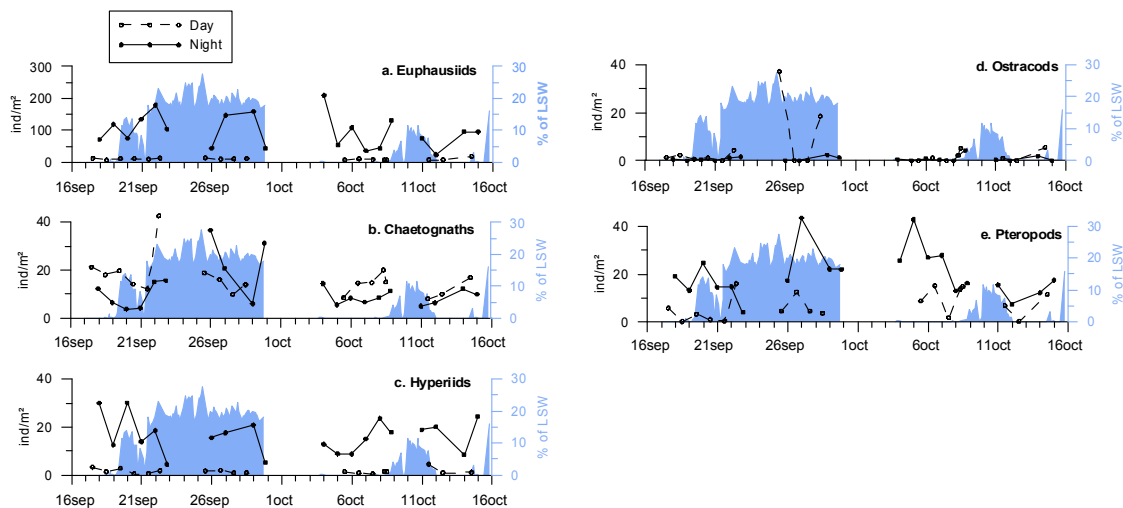 Day
Night
a. Euphausiids
ind/m²
300
200
100
0
30
20
10
0
% of LSW
16sep 21sep 26sep 1oct 6oct 11oct 16oct
b. Chaetognaths
ind/m²
40
20
0
30
20
10
0
% of LSW
16sep 21sep 26sep 1oct 6oct 11oct 16oct
c. Hyperiids
ind/m²
40
20
0
30
20
10
0
% of LSW
16sep 21sep 26sep 1oct 6oct 11oct 16oct
d. Ostracods
ind/m²
40
20
0
30
20
10
0
% of LSW
16sep 21sep 26sep 1oct 6oct 11oct 16oct
e. Pteropods
ind/m²
40
20
0
30
20
10
0
% of LSW
16sep 21sep 26sep 1oct 6oct 11oct 16oct